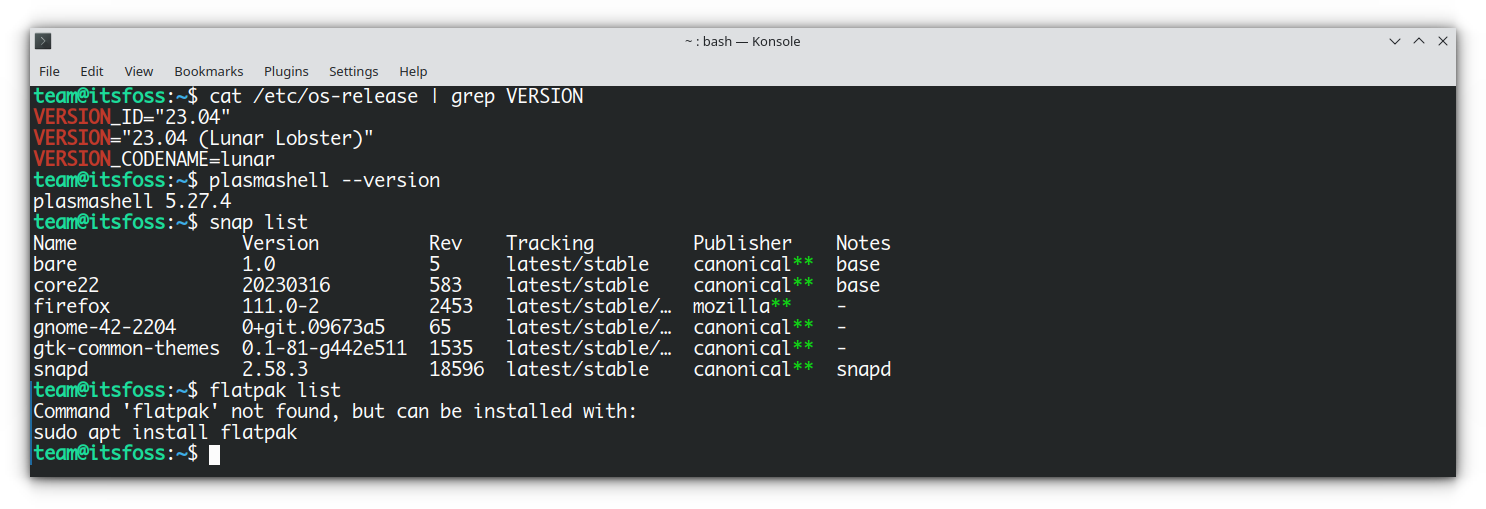 ~ : bash — Konsole
File Edit View Bookmarks Plugins Settings Help
team@itsfoss:~$ cat /etc/os-release | grep VERSION
VERSION_ID="23.04"
VERSION="23.04 (Lunar Lobster)"
VERSION_CODENAME=lunar
team@itsfoss:~$ plasmashell --version
plasmashell 5.27.4
team@itsfoss:~$ snap list
Name Version Rev Tracking Publisher Notes
bare 1.0 5 latest/stable canonical** base
core22 20230316 583 latest/stable canonical** base
firefox 111.0-2 2453 latest/stable/… mozilla** -
gnome-42-2204 0+git.09673a5 65 latest/stable/… canonical** -
gtk-common-themes 0.1-81-g442e511 1535 latest/stable/… canonical** -
snapd 2.58.3 18596 latest/stable canonical** snapd
team@itsfoss:~$ flatpak list
Command 'flatpak' not found, but can be installed with:
sudo apt install flatpak
team@itsfoss:~$